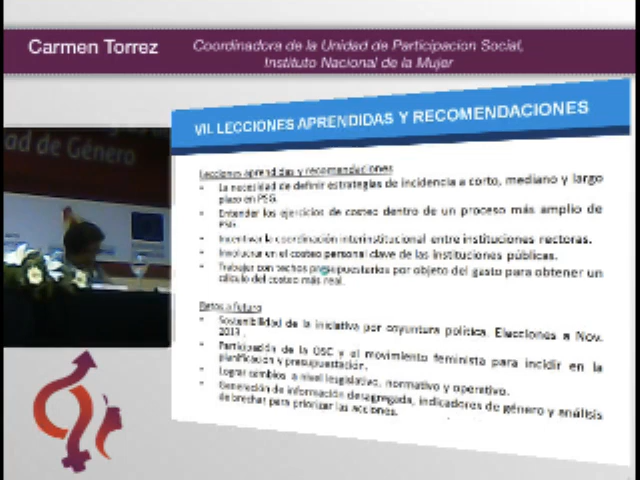 Carmen Torrez
Coordinadora de la Unidad de Participacion Social,
Instituto Nacional de la Mujer
ad de Género
VII. LECCIONES APRENDIDAS Y RECOMENDACIONES
Lecciones aprendidas y recomendaciones
• La necesidad de definir estrategias de incidencia a corto, mediano y largo
plazo en PSG.
• Entender los ejercicios de costeo dentro de un proceso más amplio de
PSG.
• Incentivar la coordinación interinstitucional entre instituciones rectoras.
• Involucrar en el costeo personal clave de las instituciones públicas.
• Trabajar con techos presupuestarios por objeto del gasto para obtener un
cálculo del costeo más real.
Retos a futuro
• Sostenibilidad de la iniciativa por coyuntura política. Elecciones a Nov.
2013.
• Participación de la OSC y el movimiento feminista para incidir en la
planificación y presupuestación.
• Lograr cambios a nivel legislativo, normativo y operativo.
• Generación de información desagregada, indicadores de género y análisis
de brechas para priorizar las acciones.